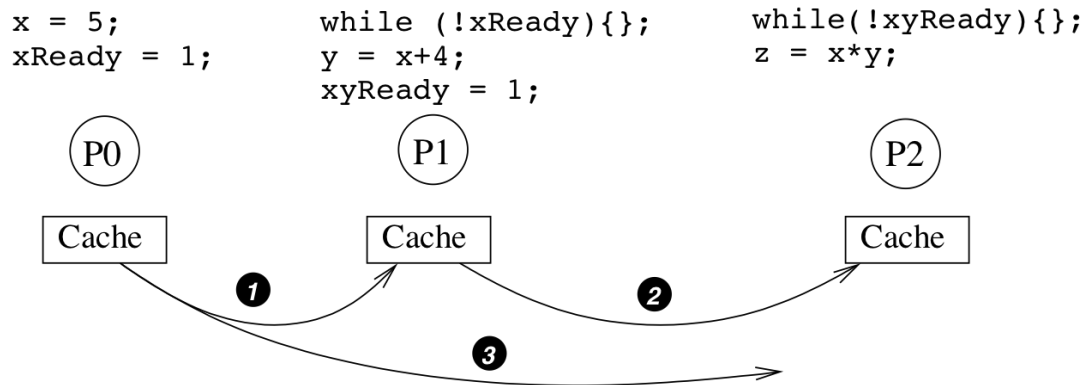 x = 5;
xReady = 1;
while (!xReady){};
y = x+4;
xyReady = 1;
while(!xyReady){};
z = x*y;
P0
P1
P2
Cache
Cache
Cache
1
2
3